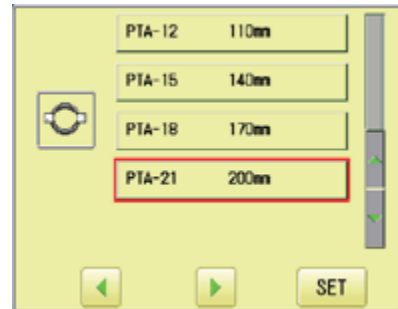 PTA-12 110mm
PTA-15 140mm
PTA-18 170mm
PTA-21 200mm
SET